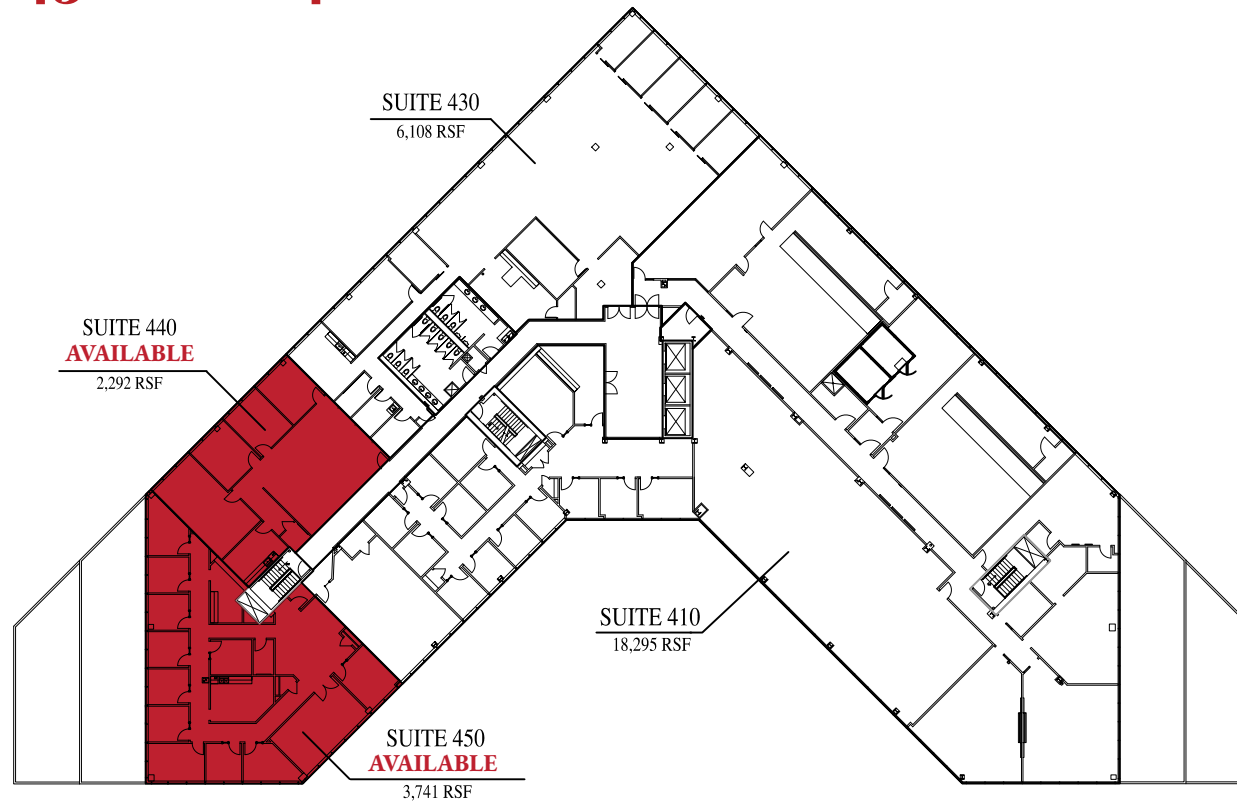 SUITE 430
6,108 RSF
SUITE 440
AVAILABLE
2,292 RSF
SUITE 410
18,295 RSF
SUITE 450
AVAILABLE
3,741 RSF